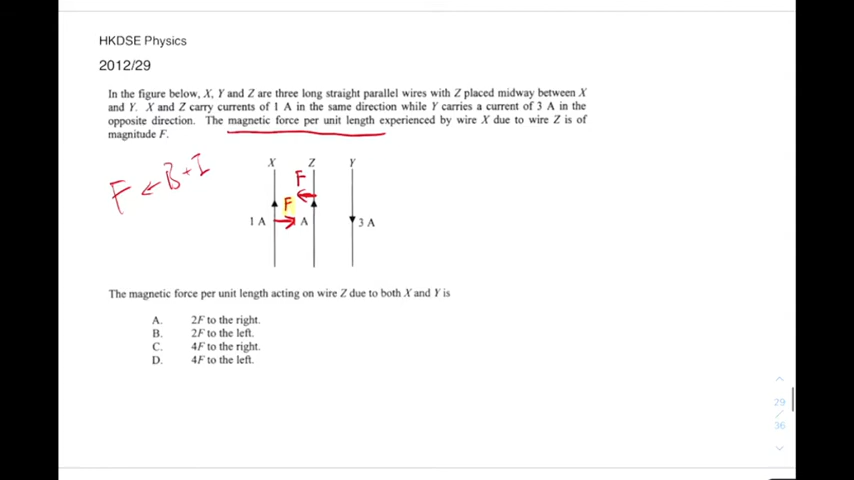 HKDSE Physics
2012/29
In the figure below, X, Y and Z are three long straight parallel wires with Z placed midway between X
and Y. X and Z carry currents of 1 A in the same direction while Y carries a current of 3 A in the
opposite direction. The magnetic force per unit length experienced by wire X due to wire Z is of
magnitude F.
F ← B + I
X Z Y
F
F
1 A A 3 A
The magnetic force per unit length acting on wire Z due to both X and Y is
A. 2F to the right.
B. 2F to the left.
C. 4F to the right.
D. 4F to the left.
29
/
36